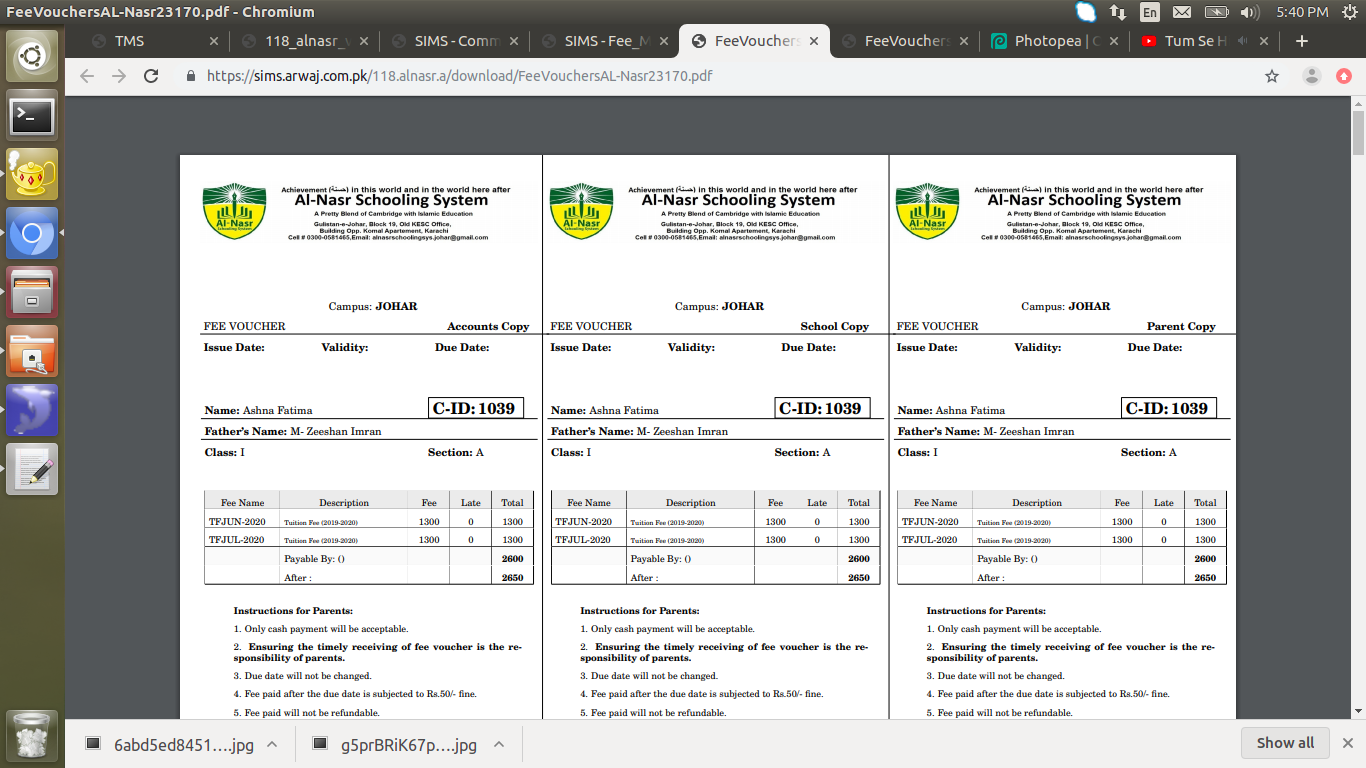 FeeVouchersAL-Nasr23170.pdf - Chromium
En
5:40 PM
TMS
118_alnasr_
SIMS - Comm
SIMS - Fee_M
FeeVouchers
FeeVouchers
Photopea | C
Tum Se H
https://sims.arwaj.com.pk/118.alnasr.a/download/FeeVouchersAL-Nasr23170.pdf
Achievement (حسنة) in this world and in the world here after
Al-Nasr Schooling System
A Pretty Blend of Cambridge with Islamic Education
Gulistan-e-Johar, Block 19, Old KESC Office,
Building Opp. Komal Apartement, Karachi
Cell # 0300-0581465,Email: alnasrschoolingsys.johar@gmail.com
Al-Nasr
Schooling System
Campus: JOHAR
FEE VOUCHER Accounts Copy
Issue Date: Validity: Due Date:
Name: Ashna Fatima C-ID: 1039
Father's Name: M- Zeeshan Imran
Class: I Section: A
Fee Name Description Fee Late Total
TFJUN-2020 Tuition Fee (2019-2020) 1300 0 1300
TFJUL-2020 Tuition Fee (2019-2020) 1300 0 1300
Payable By: () 2600
After : 2650
Instructions for Parents:
1. Only cash payment will be acceptable.
2. Ensuring the timely receiving of fee voucher is the re-
sponsibility of parents.
3. Due date will not be changed.
4. Fee paid after the due date is subjected to Rs.50/- fine.
5. Fee paid will not be refundable.
Achievement (حسنة) in this world and in the world here after
Al-Nasr Schooling System
A Pretty Blend of Cambridge with Islamic Education
Gulistan-e-Johar, Block 19, Old KESC Office,
Building Opp. Komal Apartement, Karachi
Cell # 0300-0581465,Email: alnasrschoolingsys.johar@gmail.com
Al-Nasr
Schooling System
Campus: JOHAR
FEE VOUCHER School Copy
Issue Date: Validity: Due Date:
Name: Ashna Fatima C-ID: 1039
Father's Name: M- Zeeshan Imran
Class: I Section: A
Fee Name Description Fee Late Total
TFJUN-2020 Tuition Fee (2019-2020) 1300 0 1300
TFJUL-2020 Tuition Fee (2019-2020) 1300 0 1300
Payable By: () 2600
After : 2650
Instructions for Parents:
1. Only cash payment will be acceptable.
2. Ensuring the timely receiving of fee voucher is the re-
sponsibility of parents.
3. Due date will not be changed.
4. Fee paid after the due date is subjected to Rs.50/- fine.
5. Fee paid will not be refundable.
Achievement (حسنة) in this world and in the world here after
Al-Nasr Schooling System
A Pretty Blend of Cambridge with Islamic Education
Gulistan-e-Johar, Block 19, Old KESC Office,
Building Opp. Komal Apartement, Karachi
Cell # 0300-0581465,Email: alnasrschoolingsys.johar@gmail.com
Al-Nasr
Schooling System
Campus: JOHAR
FEE VOUCHER Parent Copy
Issue Date: Validity: Due Date:
Name: Ashna Fatima C-ID: 1039
Father's Name: M- Zeeshan Imran
Class: I Section: A
Fee Name Description Fee Late Total
TFJUN-2020 Tuition Fee (2019-2020) 1300 0 1300
TFJUL-2020 Tuition Fee (2019-2020) 1300 0 1300
Payable By: () 2600
After : 2650
Instructions for Parents:
1. Only cash payment will be acceptable.
2. Ensuring the timely receiving of fee voucher is the re-
sponsibility of parents.
3. Due date will not be changed.
4. Fee paid after the due date is subjected to Rs.50/- fine.
5. Fee paid will not be refundable.
6abd5ed8451....jpg
g5prBRiK67p....jpg
Show all